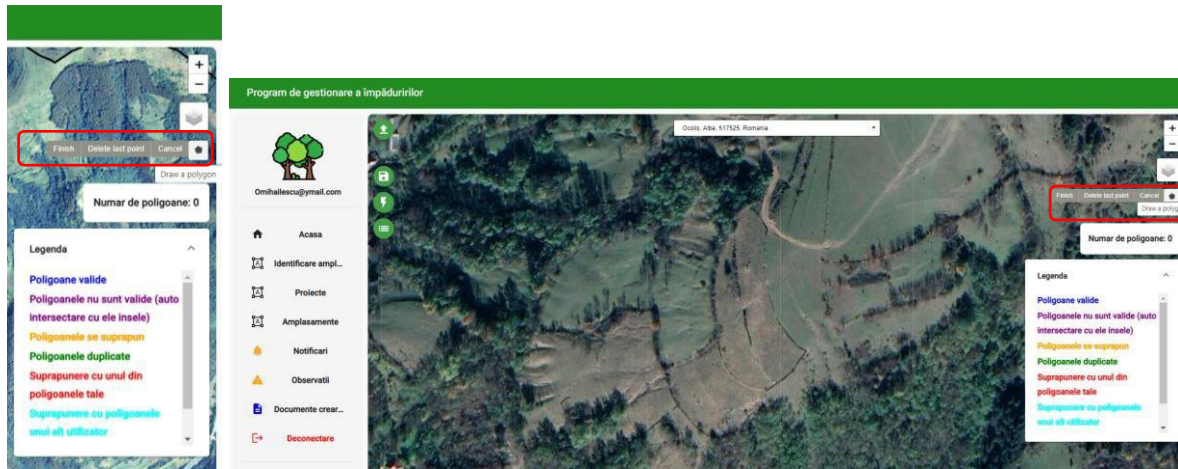 +
−
Finish Delete last point Cancel
Draw a polygon
Numar de poligoane: 0
Legenda
Poligoane valide
Poligoanele nu sunt valide (auto
intersectare cu ele insele)
Poligoanele se suprapun
Poligoanele duplicate
Suprapunere cu unul din
poligoanele tale
Suprapunere cu poligoanele
unui alt utilizator
Program de gestionare a împăduririlor
Omihailescu@ymail.com
Acasa
Identificare ampl...
Proiecte
Amplasamente
Notificari
Observatii
Documente crear...
Deconectare
Ocolis, Alba, 517525, Romania
+
−
Finish Delete last point Cancel
Draw a polyg
Numar de poligoane: 0
Legenda
Poligoane valide
Poligoanele nu sunt valide (auto
intersectare cu ele insele)
Poligoanele se suprapun
Poligoanele duplicate
Suprapunere cu unul din
poligoanele tale
Suprapunere cu poligoanele
unui alt utilizator